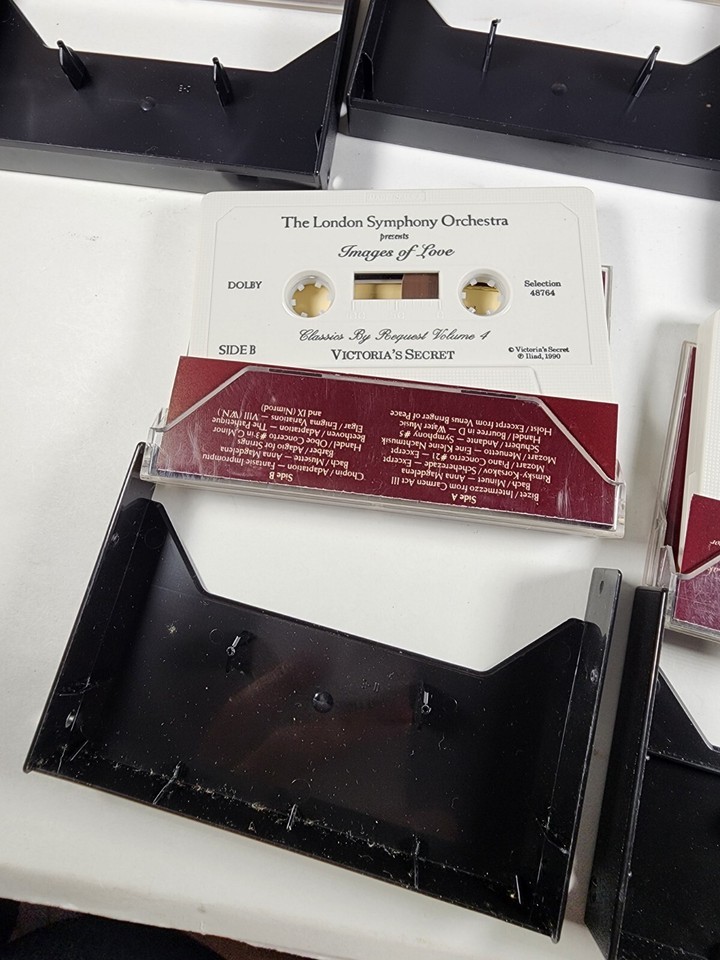 The London Symphony Orchestra
presents
Images of Love
DOLBY
Selection
48764
Classics By Request Volume 4
SIDE B
VICTORIA'S SECRET
© Victoria's Secret
℗ Iliad, 1990
Side A
Bizet / Intermezzo from Carmen Act III
Bach / Minuet – Anna Magdelena
Rimsky-Korsakov / Scheherezade – Excerpt
Mozart / Piano Concerto #21 – Excerpt
Mozart / Menuetto – Eine Kleine Nachtmusik
Schubert / Andante – Symphony # 5
Handel / Bourree in D – Water Music
Holst / Excerpt from Venus Bringer of Peace
Side B
Chopin / Adaptation – Fantasie Impromptu
Bach / Musette – Anna Magdelena
Barber / Adagio for Strings
Handel / Oboe Concerto #3 in G Minor
Beethoven / Adaptation – The Pathetique
Elgar / Enigma Variations – VIII (W.N.)
and IX (Nimrod)